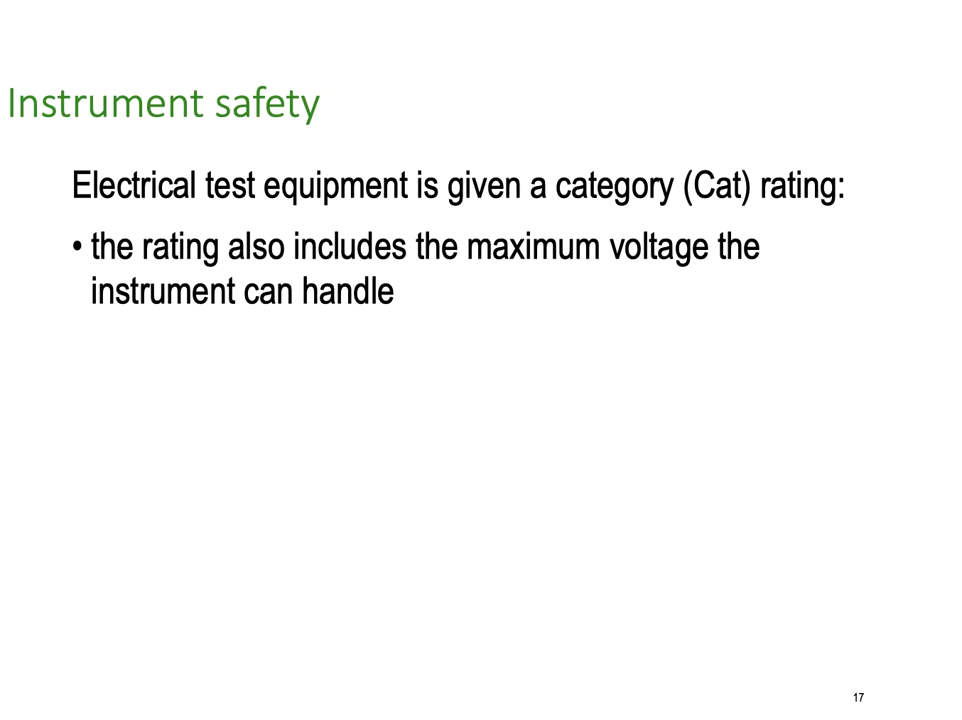 Instrument safety
Electrical test equipment is given a category (Cat) rating:
• the rating also includes the maximum voltage the
instrument can handle
17